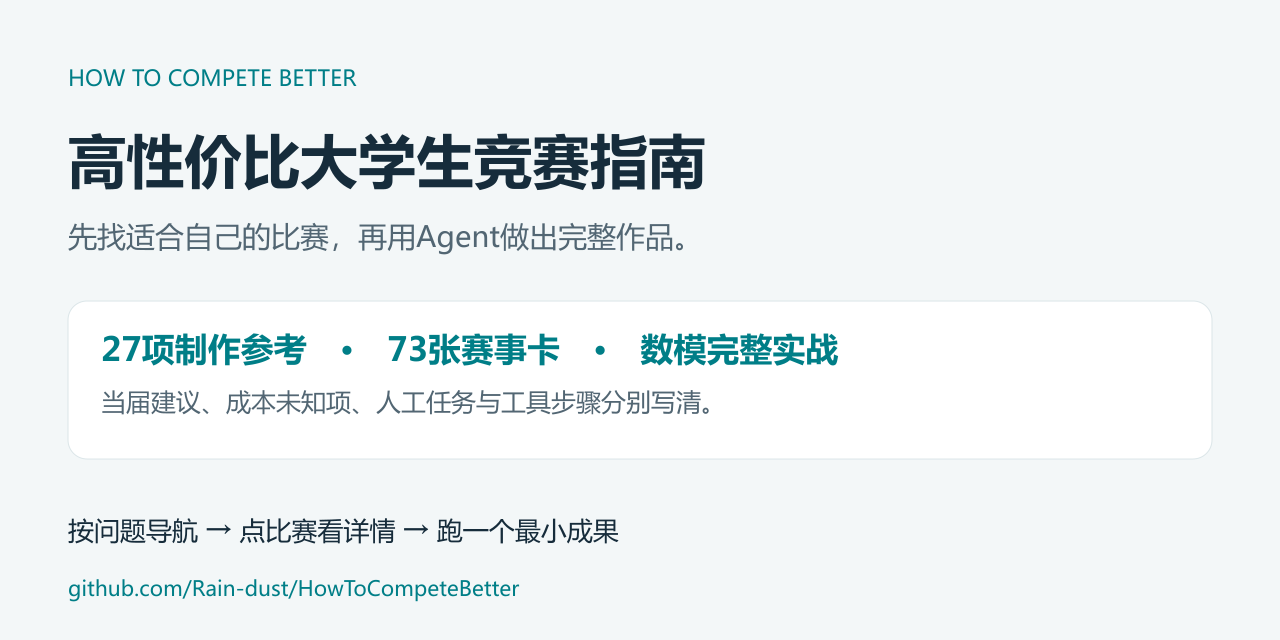 HOW TO COMPETE BETTER
高性价比大学生竞赛指南
先找适合自己的比赛，再用Agent做出完整作品。
27项制作参考 • 73张赛事卡 • 数模完整实战
当届建议、成本未知项、人工任务与工具步骤分别写清。
按问题导航 → 点比赛看详情 → 跑一个最小成果
github.com/Rain-dust/HowToCompeteBetter